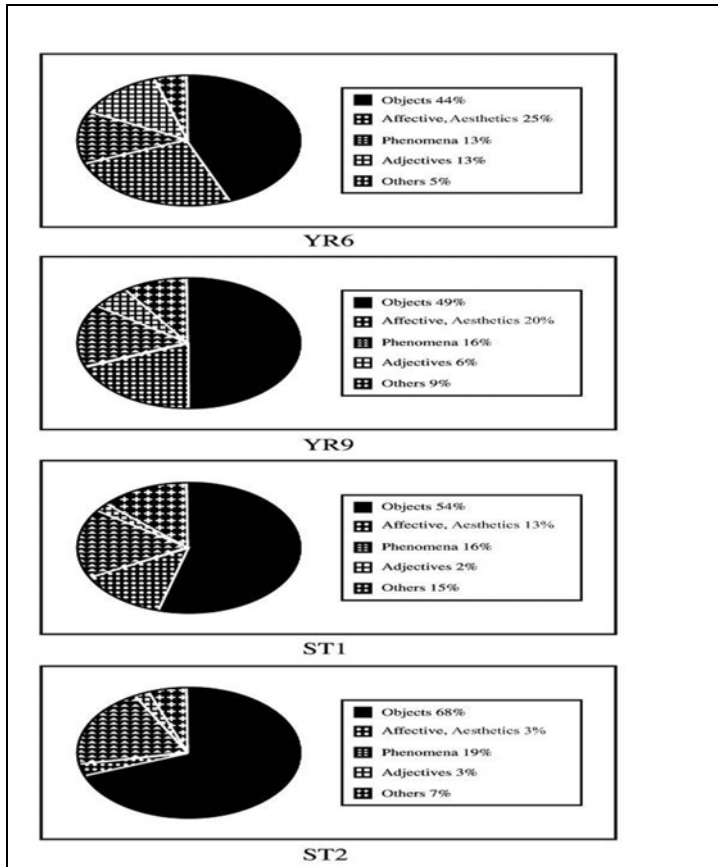 Objects 44%
Affective, Aesthetics 25%
Phenomena 13%
Adjectives 13%
Others 5%
YR6
Objects 49%
Affective, Aesthetics 20%
Phenomena 16%
Adjectives 6%
Others 9%
YR9
Objects 54%
Affective, Aesthetics 13%
Phenomena 16%
Adjectives 2%
Others 15%
ST1
Objects 68%
Affective, Aesthetics 3%
Phenomena 19%
Adjectives 3%
Others 7%
ST2